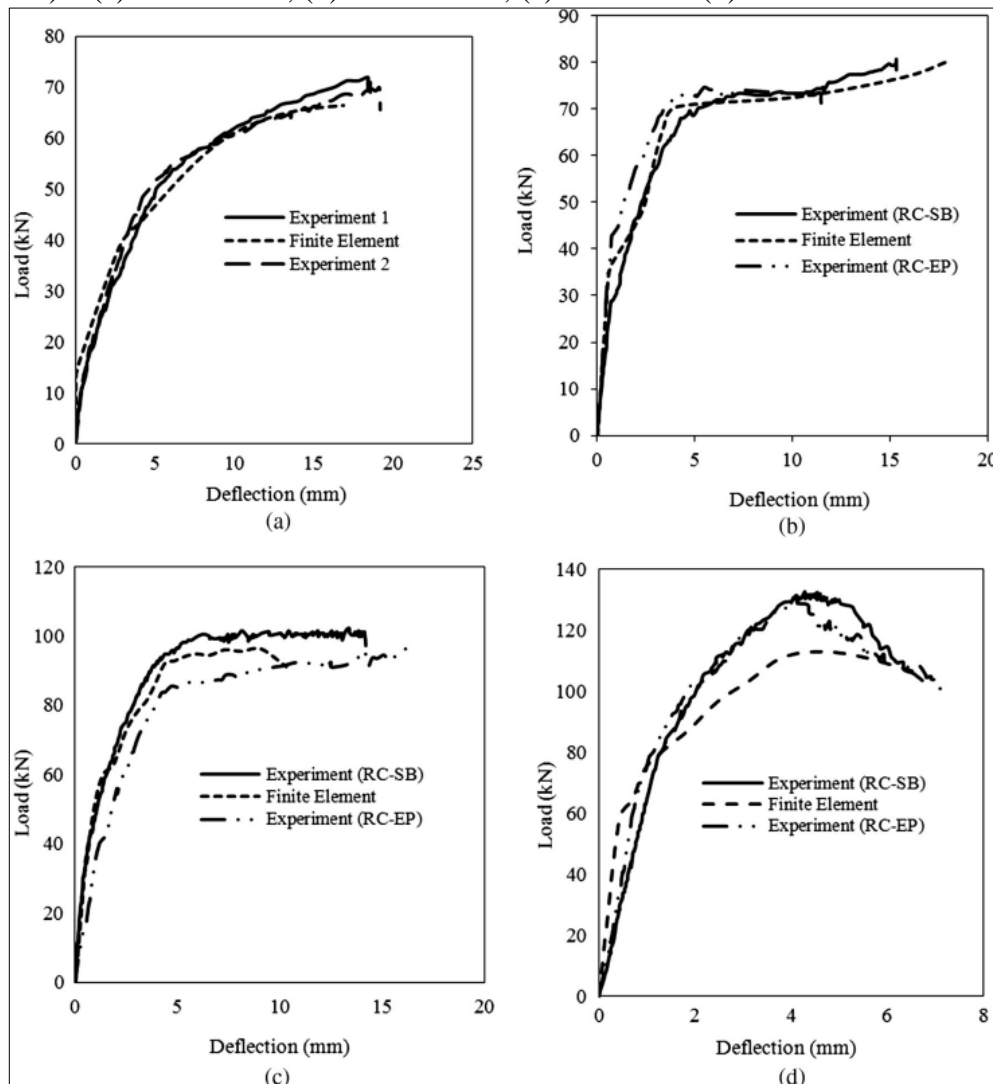 80
70
60
50
40
30
20
10
0
Load (kN)
Experiment 1
Finite Element
Experiment 2
0 5 10 15 20 25
Deflection (mm)
(a)
90
80
70
60
50
40
30
20
10
0
Load (kN)
Experiment (RC-SB)
Finite Element
Experiment (RC-EP)
0 5 10 15 20
Deflection (mm)
(b)
120
100
80
60
40
20
0
Load (kN)
Experiment (RC-SB)
Finite Element
Experiment (RC-EP)
0 5 10 15 20
Deflection (mm)
(c)
140
120
100
80
60
40
20
0
Load (kN)
Experiment (RC-SB)
Finite Element
Experiment (RC-EP)
0 2 4 6 8
Deflection (mm)
(d)